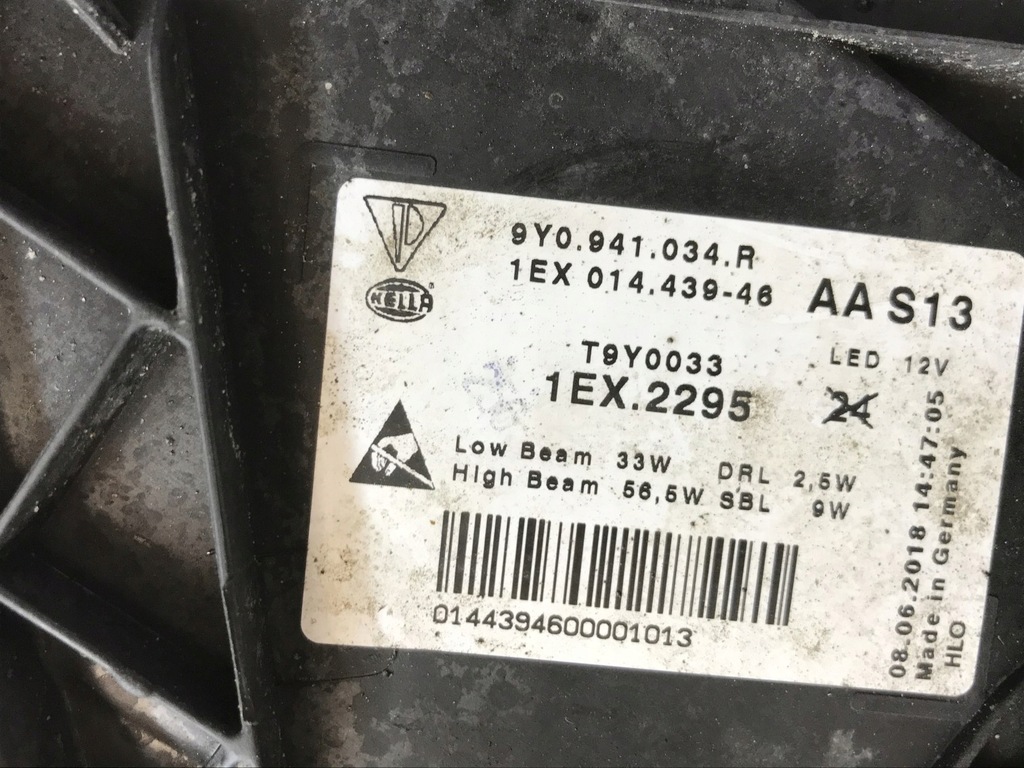 9Y0.941.034.R
1EX 014.439-46
AA S13
HELLA
T9Y0033
LED 12V
1EX.2295
24
Low Beam 33W DRL 2,5W
High Beam 56,5W SBL 9W
0144394600001013
08.06.2018 14:47:05
Made in Germany
HLO